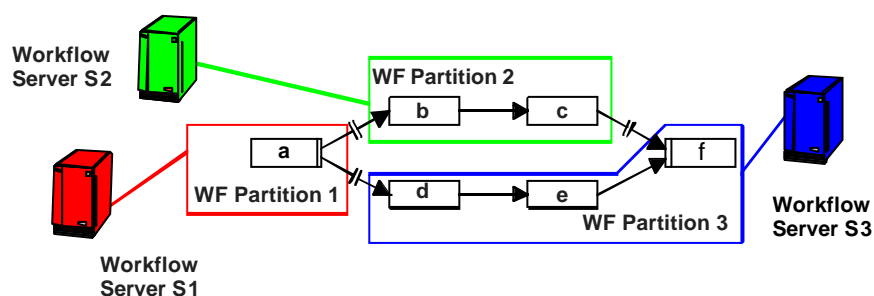 Workflow
Server S2
WF Partition 2
b
c
a
f
WF Partition 1
d
e
WF Partition 3
Workflow
Server S1
Workflow
Server S3